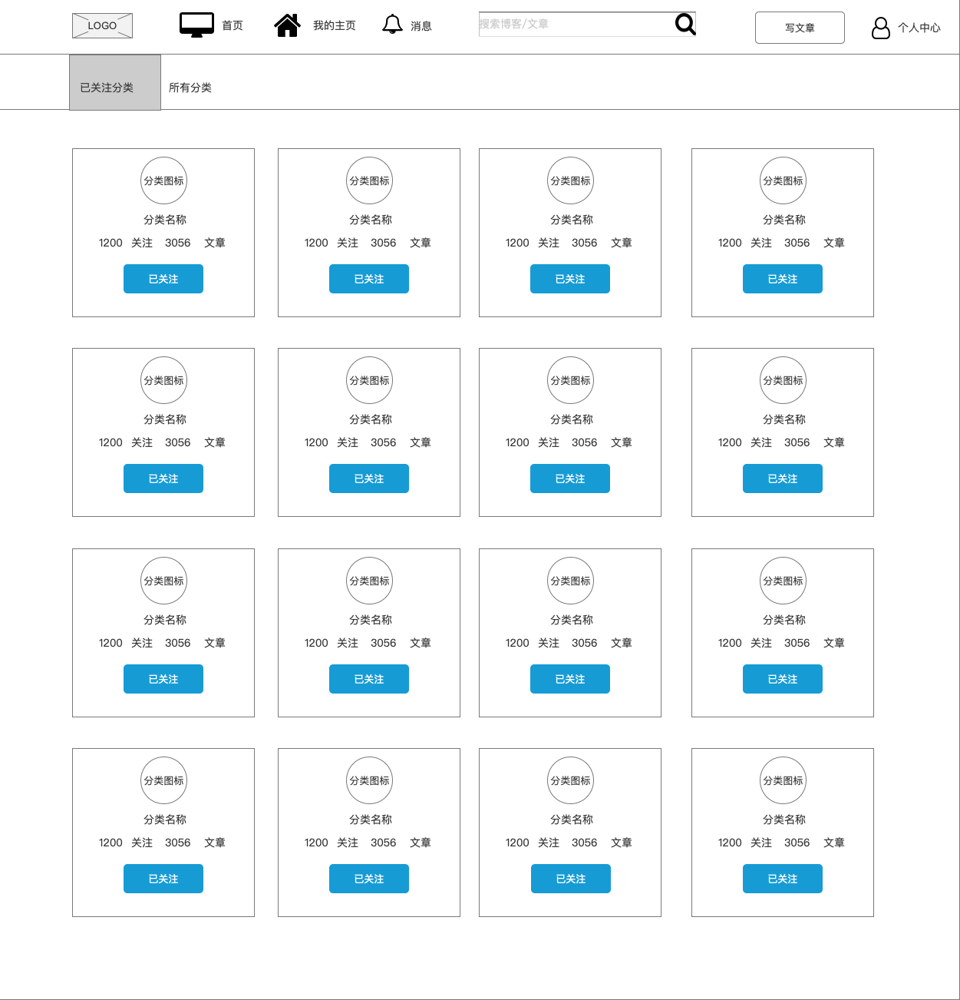 LOGO 首页 我的主页 消息 搜索博客/文章 写文章 个人中心
已关注分类 所有分类
分类图标 分类图标 分类图标 分类图标
分类名称 分类名称 分类名称 分类名称
1200 关注 3056 文章 1200 关注 3056 文章 1200 关注 3056 文章 1200 关注 3056 文章
已关注 已关注 已关注 已关注
分类图标 分类图标 分类图标 分类图标
分类名称 分类名称 分类名称 分类名称
1200 关注 3056 文章 1200 关注 3056 文章 1200 关注 3056 文章 1200 关注 3056 文章
已关注 已关注 已关注 已关注
分类图标 分类图标 分类图标 分类图标
分类名称 分类名称 分类名称 分类名称
1200 关注 3056 文章 1200 关注 3056 文章 1200 关注 3056 文章 1200 关注 3056 文章
已关注 已关注 已关注 已关注
分类图标 分类图标 分类图标 分类图标
分类名称 分类名称 分类名称 分类名称
1200 关注 3056 文章 1200 关注 3056 文章 1200 关注 3056 文章 1200 关注 3056 文章
已关注 已关注 已关注 已关注